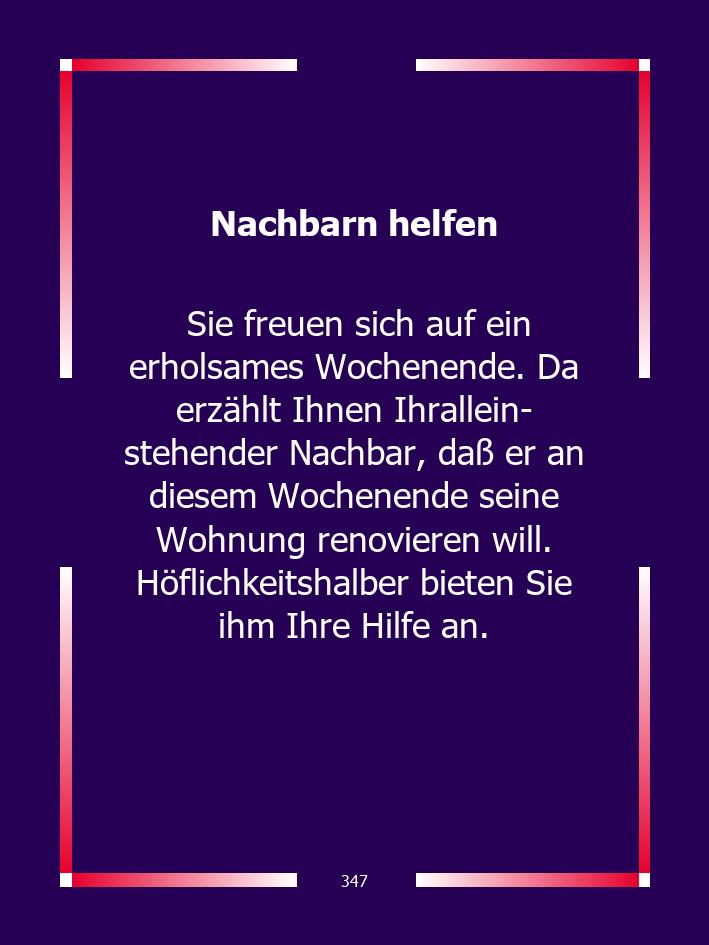 Nachbarn helfen
Sie freuen sich auf ein
erholsames Wochenende. Da
erzählt Ihnen Ihrallein-
stehender Nachbar, daß er an
diesem Wochenende seine
Wohnung renovieren will.
Höflichkeitshalber bieten Sie
ihm Ihre Hilfe an.
347